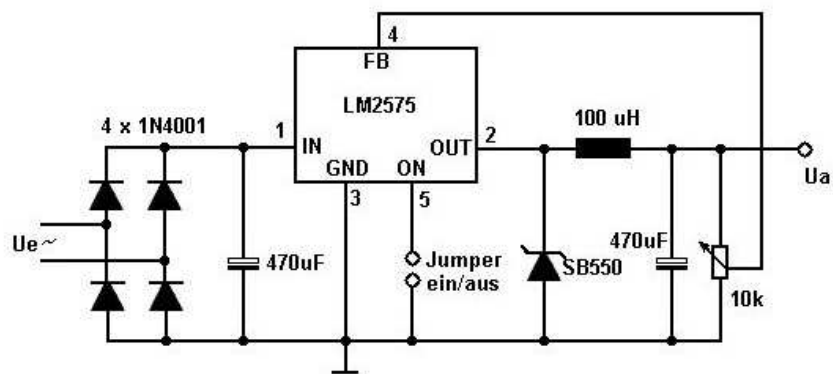 4
FB
LM2575
4 x 1N4001
1
IN
OUT
2
100 uH
GND
ON
3
5
Ua
Ue ~
470uF
Jumper
ein/aus
SB550
470uF
10k